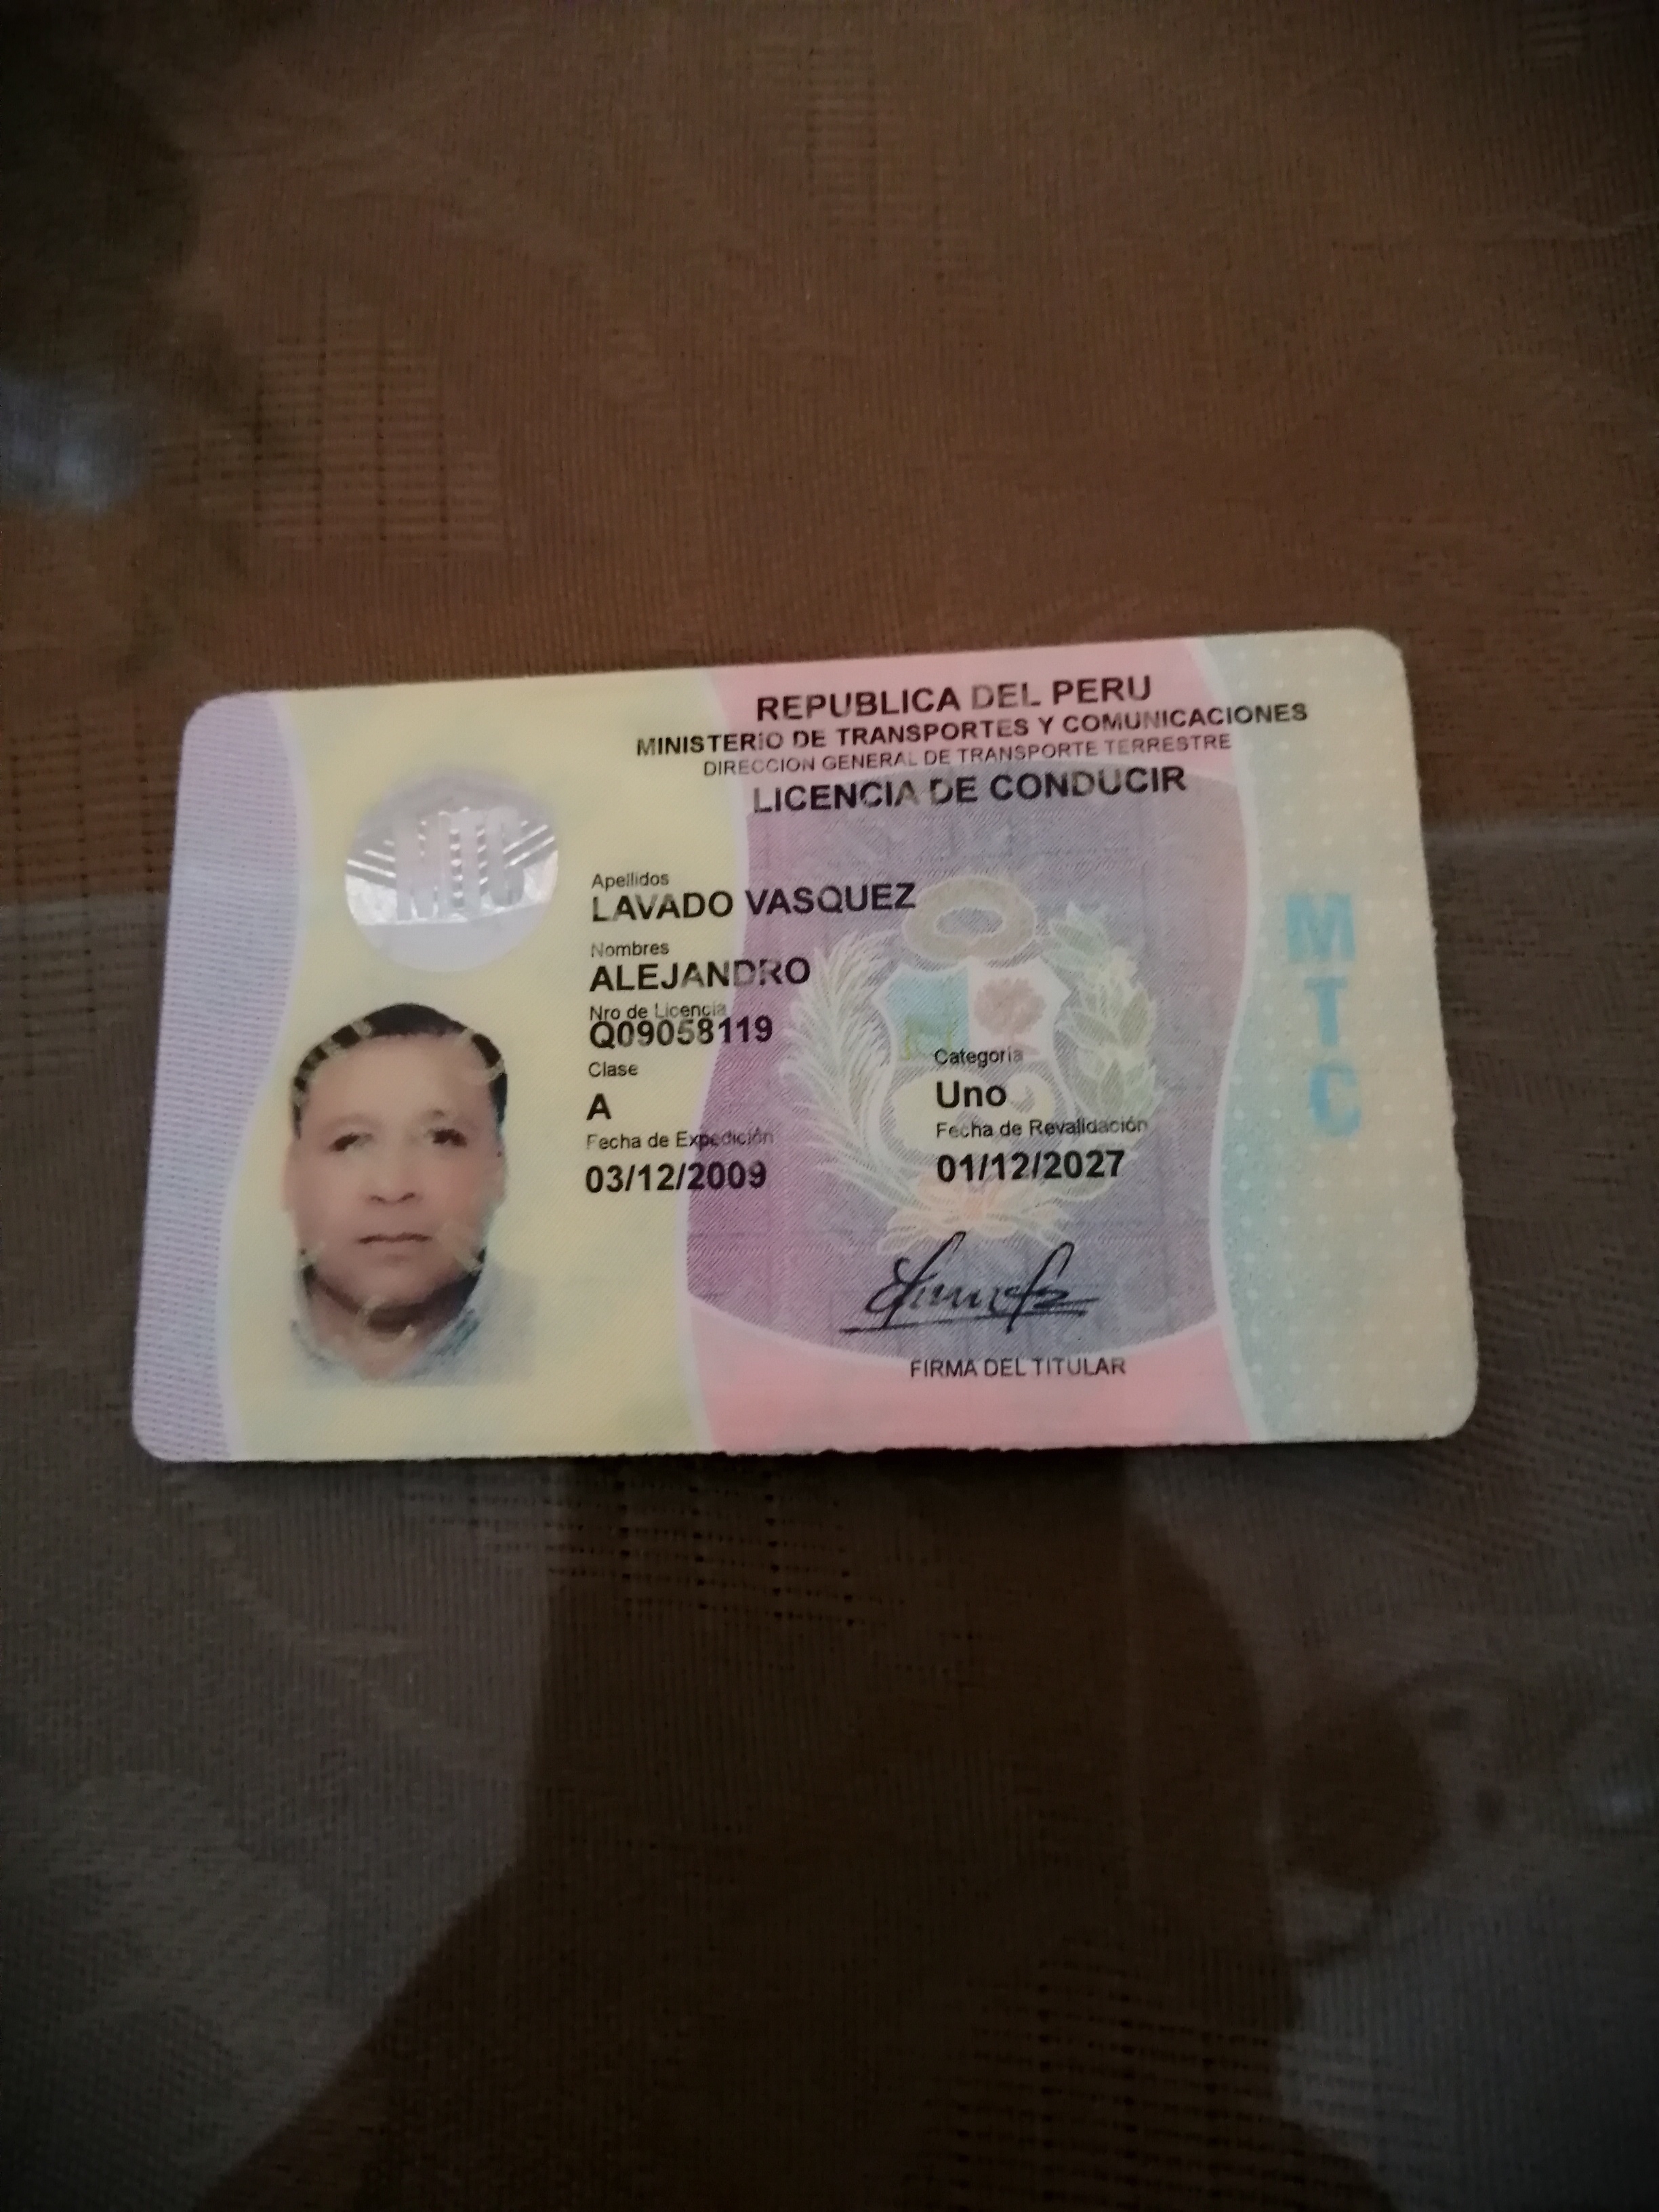 REPUBLICA DEL PERU
MINISTERIO DE TRANSPORTES Y COMUNICACIONES
DIRECCION GENERAL DE TRANSPORTE TERRESTRE
LICENCIA DE CONDUCIR
MTC
Apellidos
LAVADO VASQUEZ
Nombres
ALEJANDRO
Nro de Licencia
Q09058119
Clase
A
Categoría
Uno
Fecha de Expedición
03/12/2009
Fecha de Revalidación
01/12/2027
FIRMA DEL TITULAR
MTC